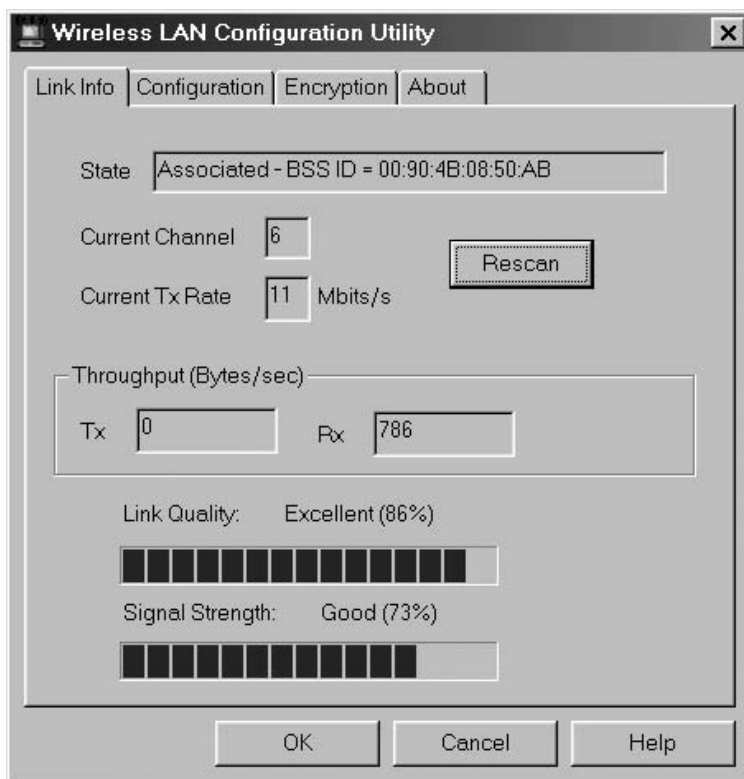 Wireless LAN Configuration Utility
Link Info Configuration Encryption About
State Associated - BSS ID = 00:90:4B:08:50:AB
Current Channel 6
Rescan
Current Tx Rate 11 Mbits/s
Throughput (Bytes/sec)
Tx 0 Rx 786
Link Quality: Excellent (86%)
Signal Strength: Good (73%)
OK Cancel Help